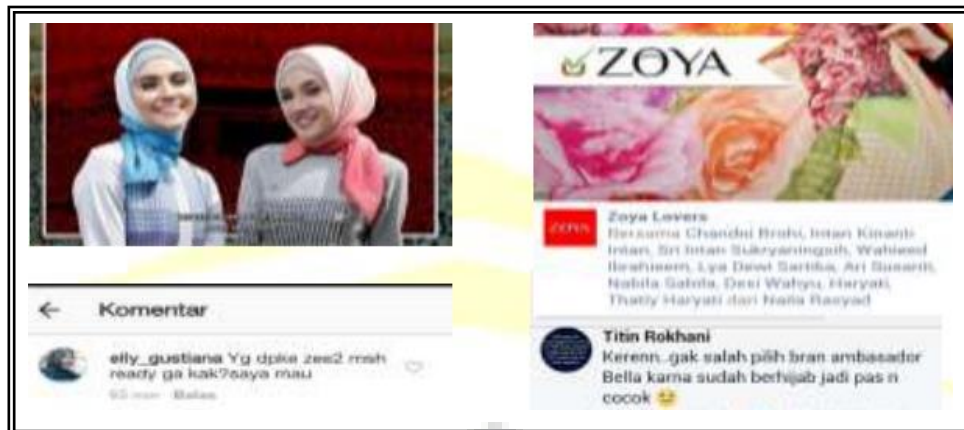 Komentar
elly_gustiana Yg dpke zee2 msh
ready ga kak?saya mau
Balas
ZOYA
ZOYA
Zoya Lovers
Bersama Chandni Brohi, Intan Kinanti
Intan, Sri Intan Sukryaningsih, Waheed
Ibraheem, Lya Dewi Sartika, Ari Susanti,
Nabila Sabila, Desi Wahyu, Haryati,
Thatiy Haryati dan Naila Rasyad
Titin Rokhani
Kerenn..gak salah pilih bran ambasador
Bella karna sudah berhijab jadi pas n
cocok